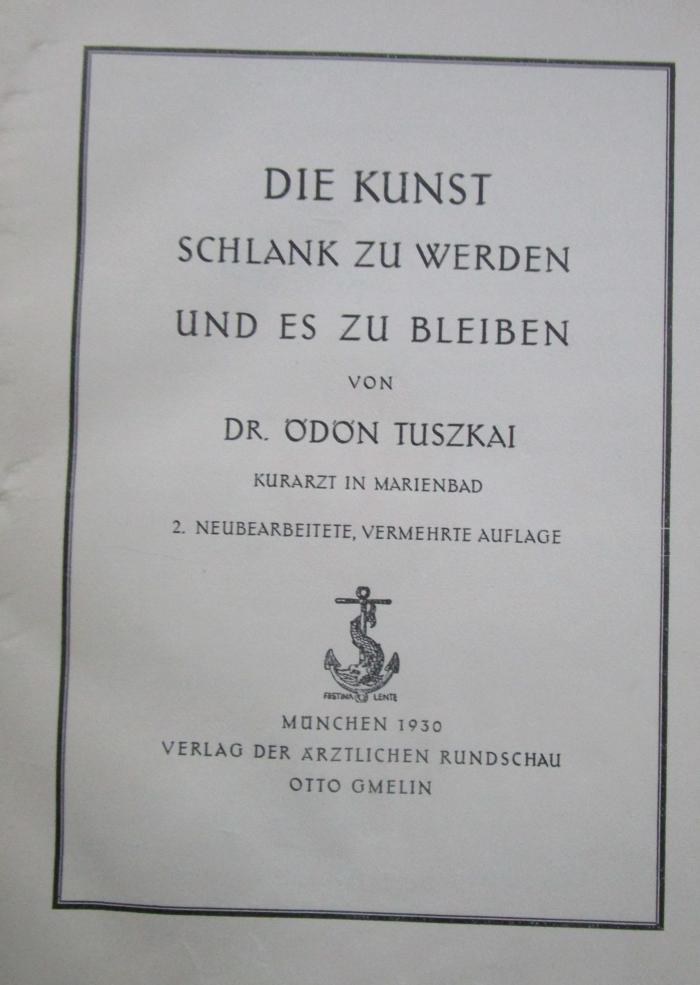 DIE KUNST
SCHLANK ZU WERDEN
UND ES ZU BLEIBEN
VON
DR. ÖDÖN TUSZKAI
KURARZT IN MARIENBAD
2. NEUBEARBEITETE, VERMEHRTE AUFLAGE
FESTINA LENTE
MÜNCHEN 1930
VERLAG DER ÄRZTLICHEN RUNDSCHAU
OTTO GMELIN